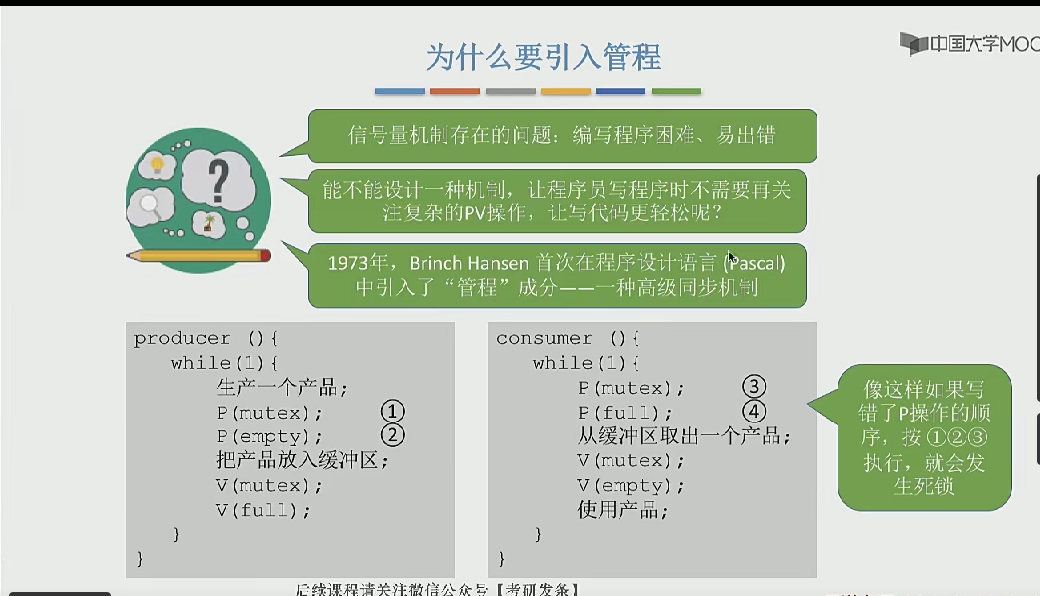 中国大学MOO
为什么要引入管程
信号量机制存在的问题：编写程序困难、易出错
能不能设计一种机制，让程序员写程序时不需要再关
注复杂的PV操作，让写代码更轻松呢？
1973年，Brinch Hansen 首次在程序设计语言 (Pascal)
中引入了“管程”成分——一种高级同步机制
producer (){
while(1){
生产一个产品;
P(mutex); ①
P(empty); ②
把产品放入缓冲区;
V(mutex);
V(full);
}
}
consumer (){
while(1){
P(mutex); ③
P(full); ④
从缓冲区取出一个产品;
V(mutex);
V(empty);
使用产品;
}
}
像这样如果写
错了P操作的顺
序，按①②③
执行，就会发
生死锁
后续课程请关注微信公众号【考研发条】